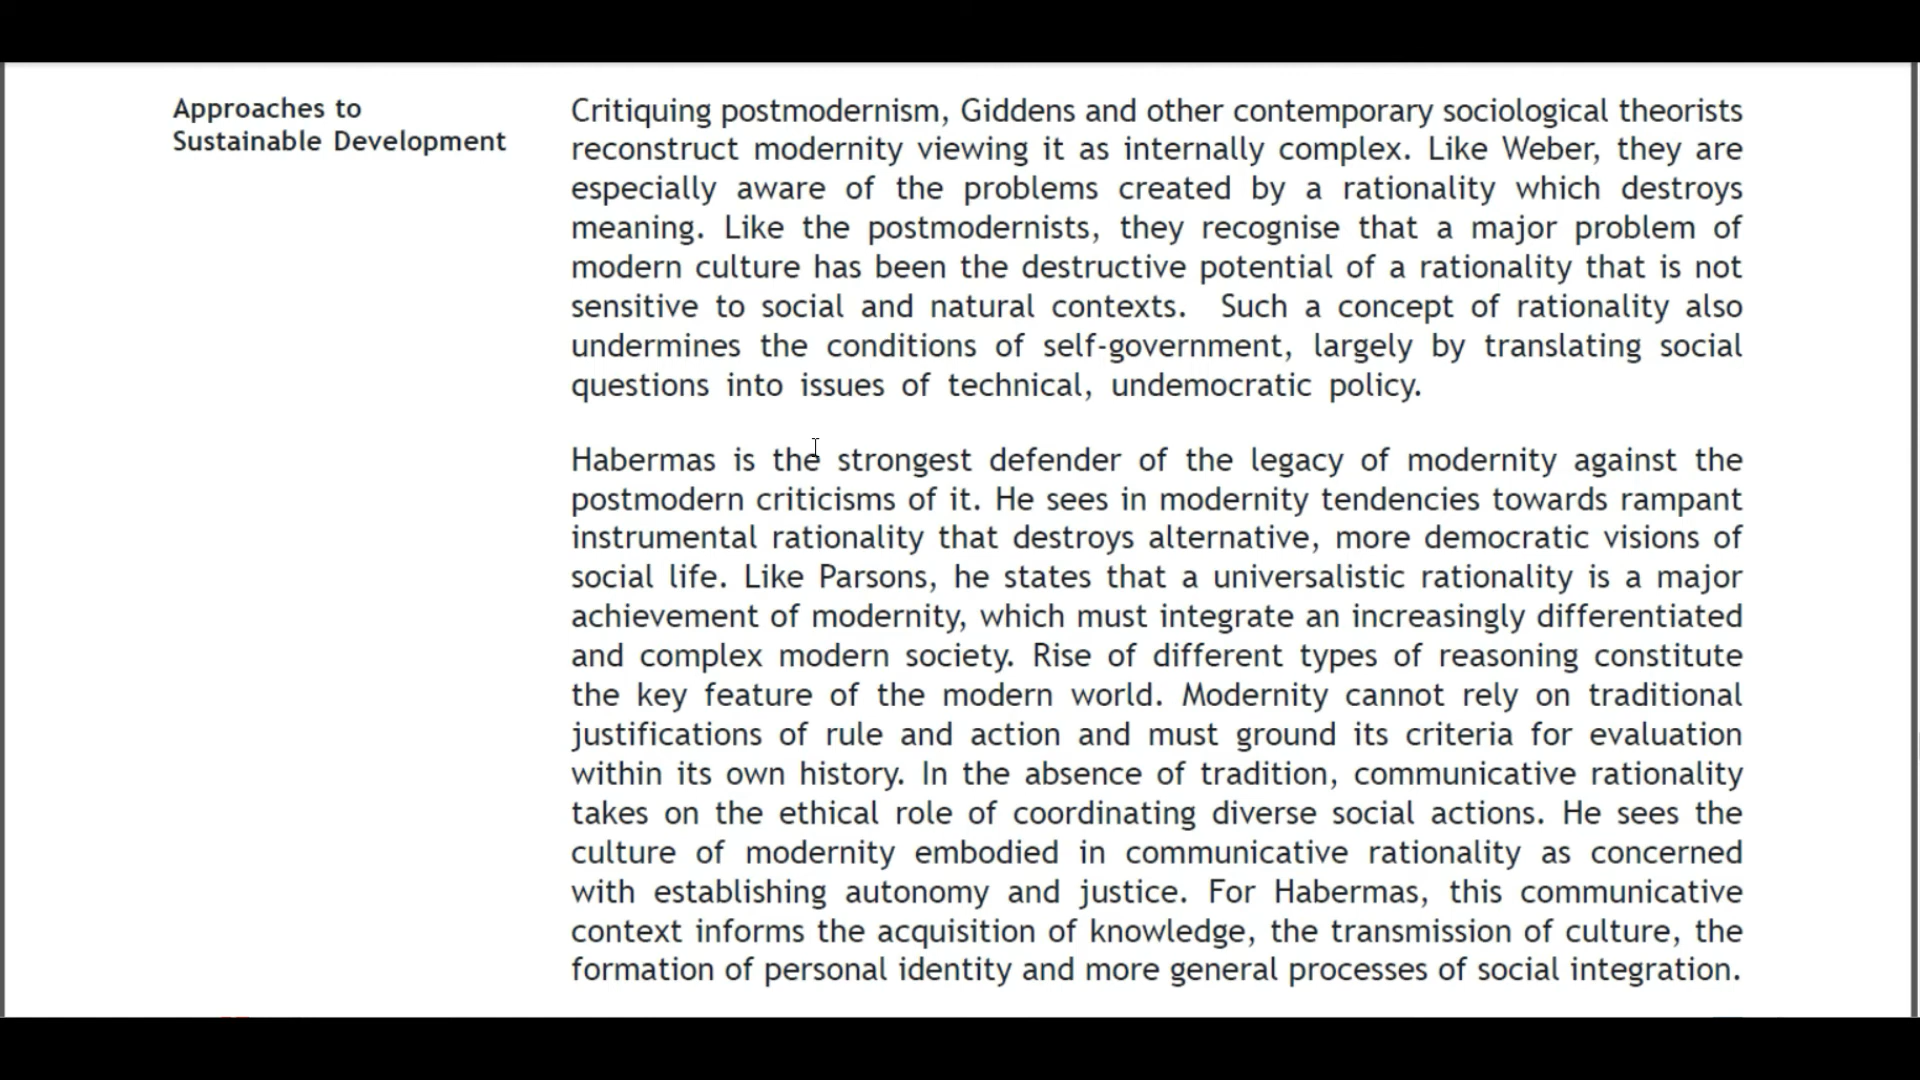 Approaches to
Sustainable Development
Critiquing postmodernism, Giddens and other contemporary sociological theorists
reconstruct modernity viewing it as internally complex. Like Weber, they are
especially aware of the problems created by a rationality which destroys
meaning. Like the postmodernists, they recognise that a major problem of
modern culture has been the destructive potential of a rationality that is not
sensitive to social and natural contexts. Such a concept of rationality also
undermines the conditions of self-government, largely by translating social
questions into issues of technical, undemocratic policy.
Habermas is the strongest defender of the legacy of modernity against the
postmodern criticisms of it. He sees in modernity tendencies towards rampant
instrumental rationality that destroys alternative, more democratic visions of
social life. Like Parsons, he states that a universalistic rationality is a major
achievement of modernity, which must integrate an increasingly differentiated
and complex modern society. Rise of different types of reasoning constitute
the key feature of the modern world. Modernity cannot rely on traditional
justifications of rule and action and must ground its criteria for evaluation
within its own history. In the absence of tradition, communicative rationality
takes on the ethical role of coordinating diverse social actions. He sees the
culture of modernity embodied in communicative rationality as concerned
with establishing autonomy and justice. For Habermas, this communicative
context informs the acquisition of knowledge, the transmission of culture, the
formation of personal identity and more general processes of social integration.